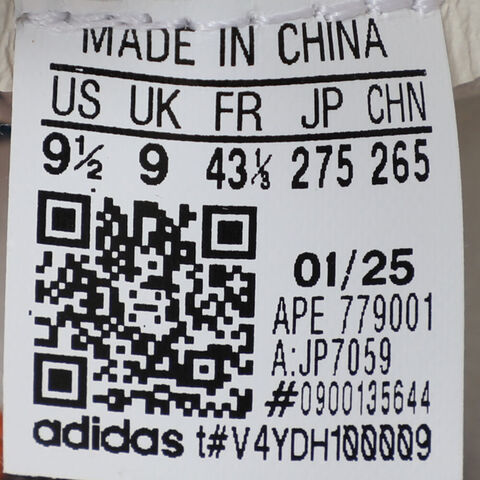 MADE IN CHINA
US UK FR JP CHN
9½ 9 43⅓ 275 265
01/25
APE 779001
A:JP7059
#0900135644
adidas t#V4YDH100009